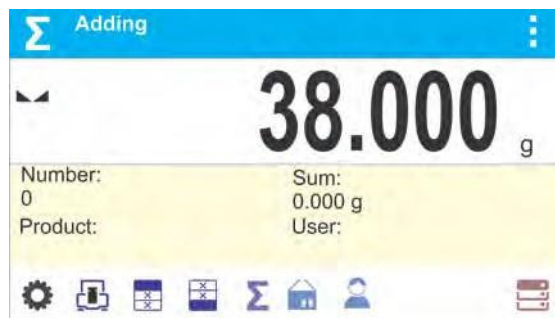 Σ Adding
38.000 g
Number:
0
Product:
Sum:
0.000 g
User:
Σ